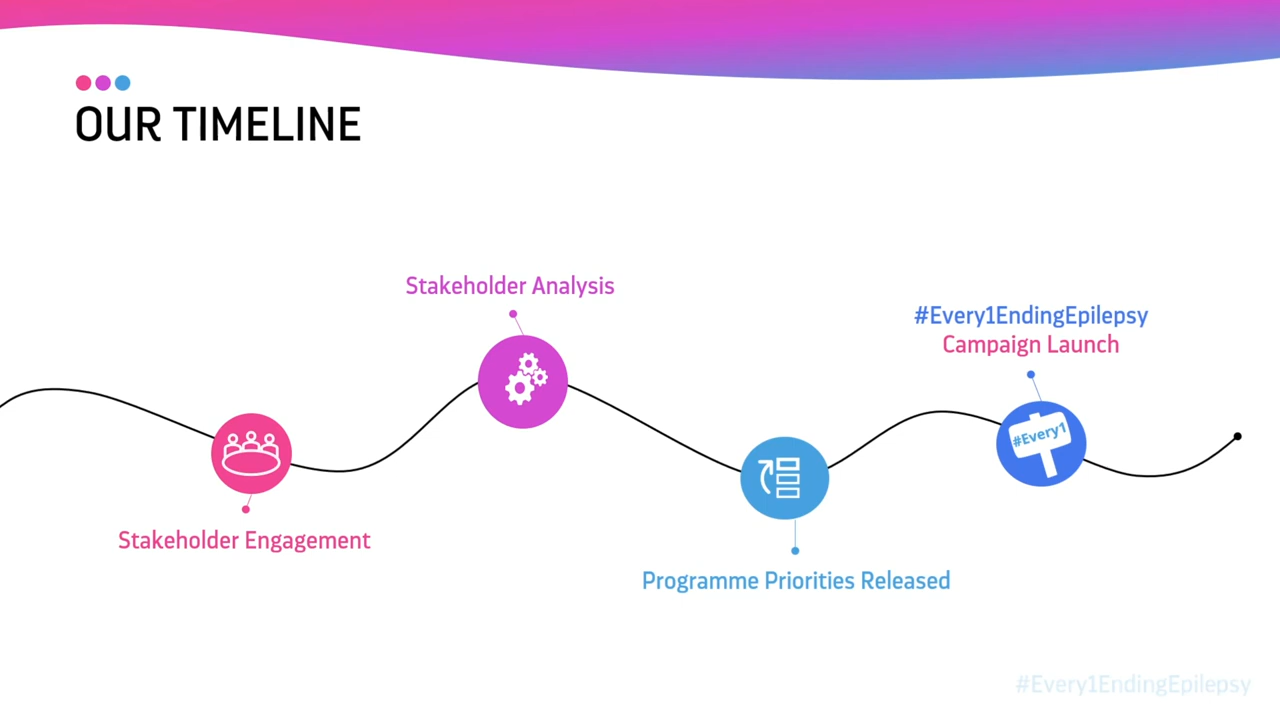 OUR TIMELINE
Stakeholder Analysis
#Every1EndingEpilepsy
Campaign Launch
#Every1
Stakeholder Engagement
Programme Priorities Released
#Every1EndingEpilepsy